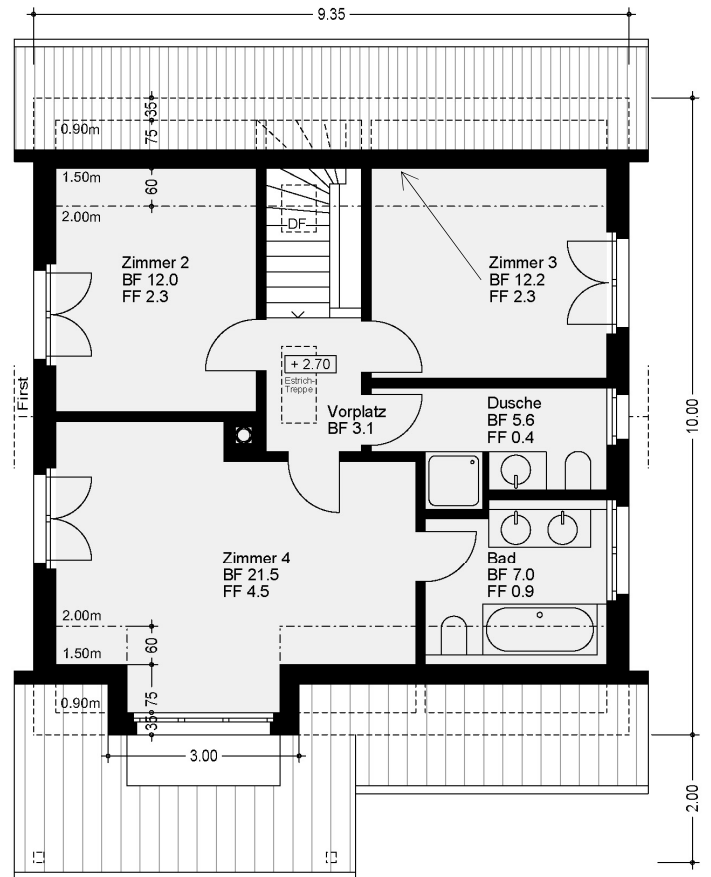 9.35
35
0.90m
75
1.50m
60
2.00m
DF
Zimmer 2
BF 12.0
FF 2.3
Zimmer 3
BF 12.2
FF 2.3
+ 2.70
Estrich-
Treppe
First
Vorplatz
BF 3.1
Dusche
BF 5.6
FF 0.4
10.00
Zimmer 4
BF 21.5
FF 4.5
Bad
BF 7.0
FF 0.9
2.00m
60
1.50m
75
0.90m
35
3.00
2.00